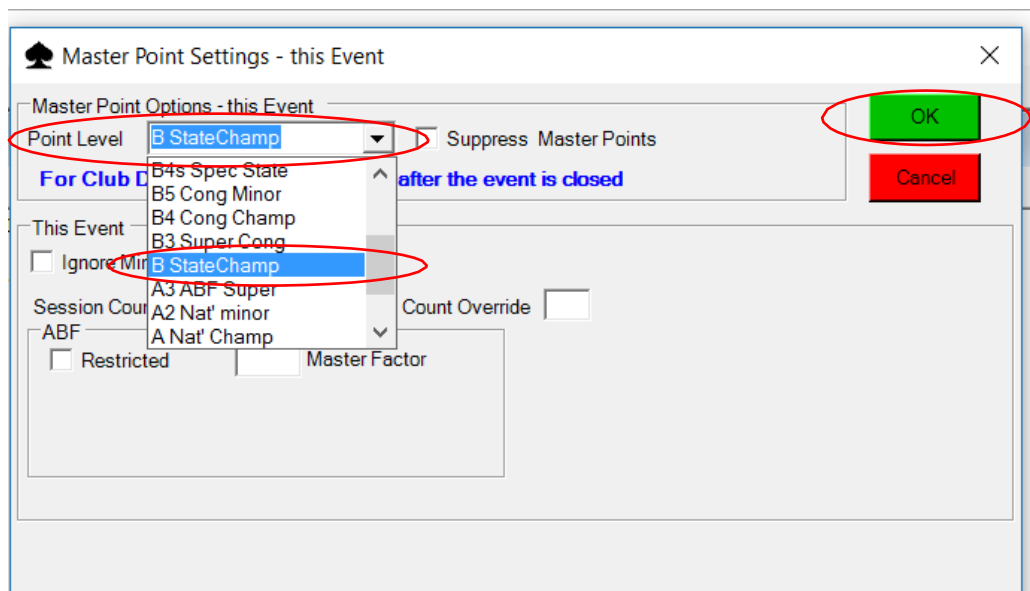 Master Point Settings - this Event
Master Point Options - this Event
Point Level B StateChamp Suppress Master Points
OK
Cancel
For Club D after the event is closed
B4s Spec State
B5 Cong Minor
B4 Cong Champ
B3 Super Cong
B StateChamp
A3 ABF Super
A2 Nat' minor
A Nat' Champ
This Event
Ignore Min
Session Cou Count Override
ABF
Restricted Master Factor